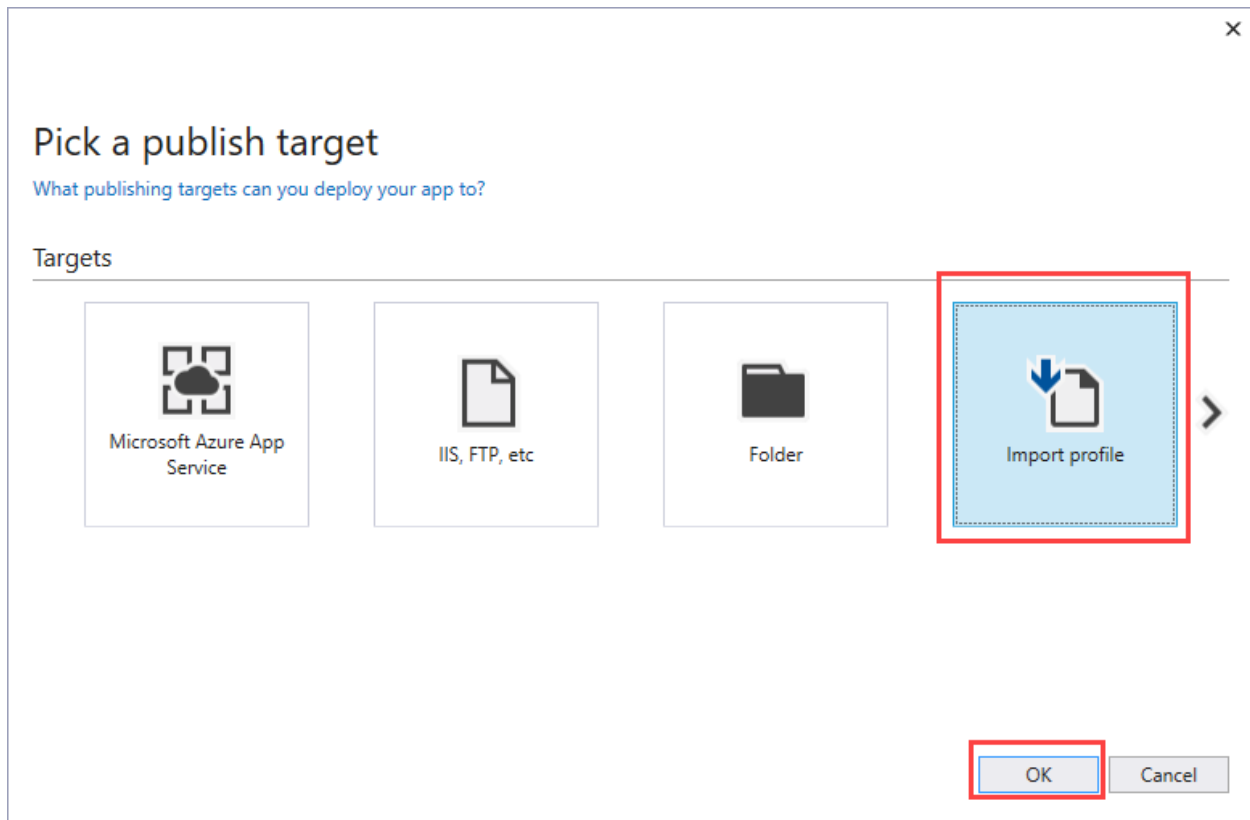 Pick a publish target
What publishing targets can you deploy your app to?
Targets
Microsoft Azure App
Service
IIS, FTP, etc
Folder
Import profile
OK
Cancel